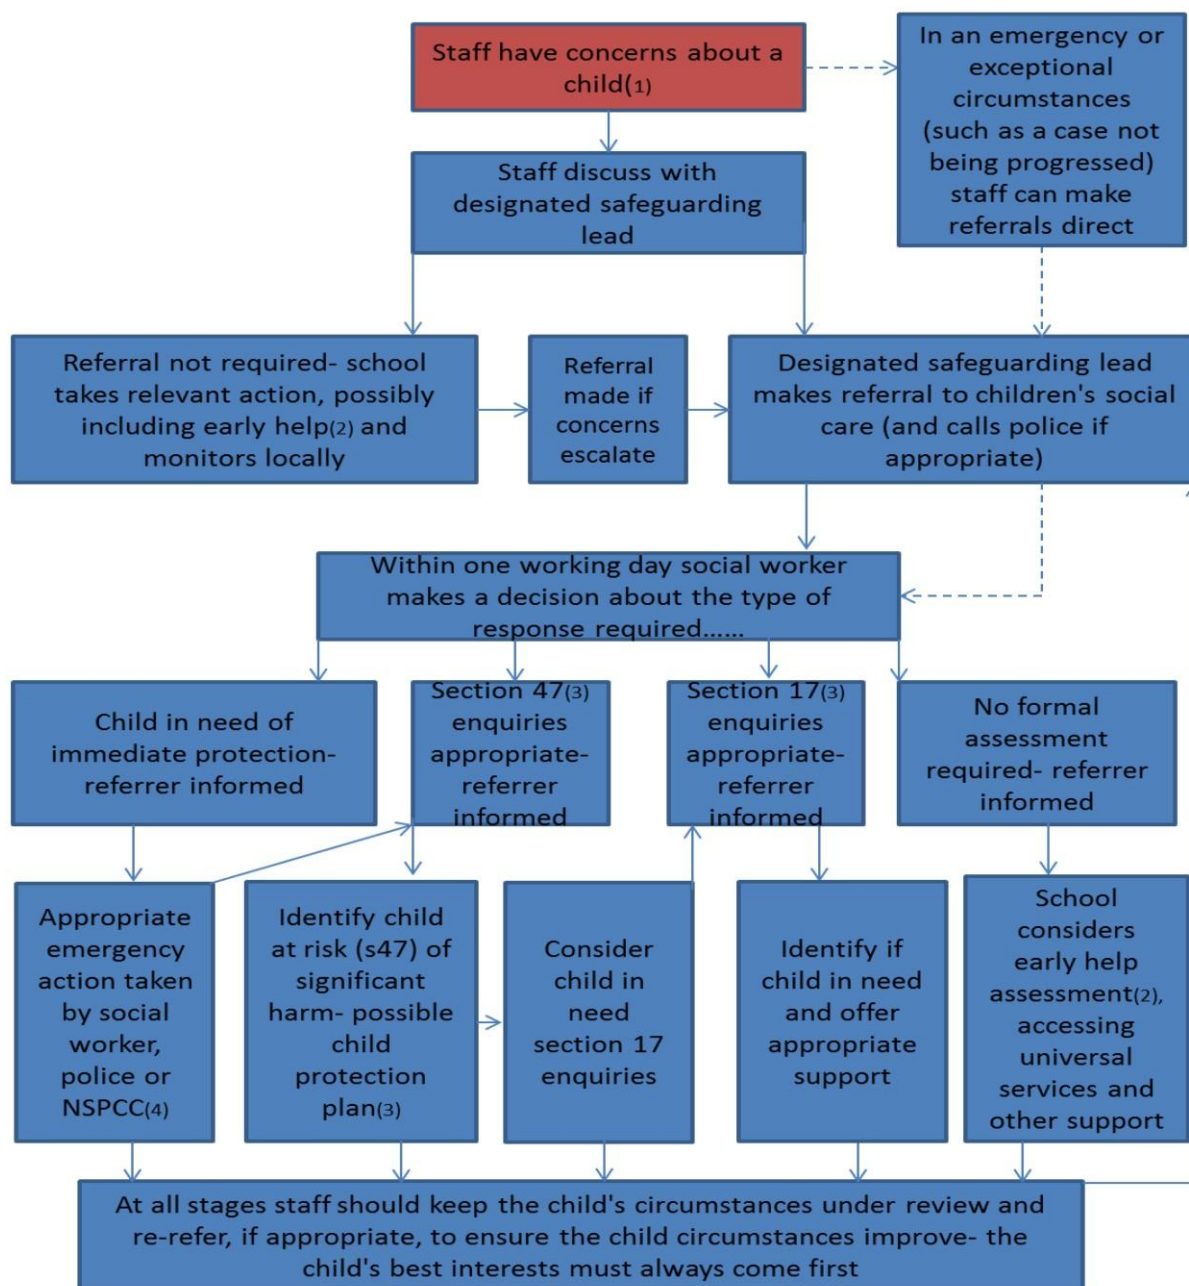 Staff have concerns about a
child(1)
In an emergency or
exceptional
circumstances
(such as a case not
being progressed)
staff can make
referrals direct
Staff discuss with
designated safeguarding
lead
Referral not required- school
takes relevant action, possibly
including early help(2) and
monitors locally
Referral
made if
concerns
escalate
Designated safeguarding lead
makes referral to children's social
care (and calls police if
appropriate)
Within one working day social worker
makes a decision about the type of
response required......
Child in need of
immediate protection-
referrer informed
Section 47(3)
enquiries
appropriate-
referrer
informed
Section 17(3)
enquiries
appropriate-
referrer
informed
No formal
assessment
required- referrer
informed
Appropriate
emergency
action taken
by social
worker,
police or
NSPCC(4)
Identify child
at risk (s47) of
significant
harm- possible
child
protection
plan(3)
Consider
child in
need
section 17
enquiries
Identify if
child in need
and offer
appropriate
support
School
considers
early help
assessment(2),
accessing
universal
services and
other support
At all stages staff should keep the child's circumstances under review and
re-refer, if appropriate, to ensure the child circumstances improve- the
child's best interests must always come first